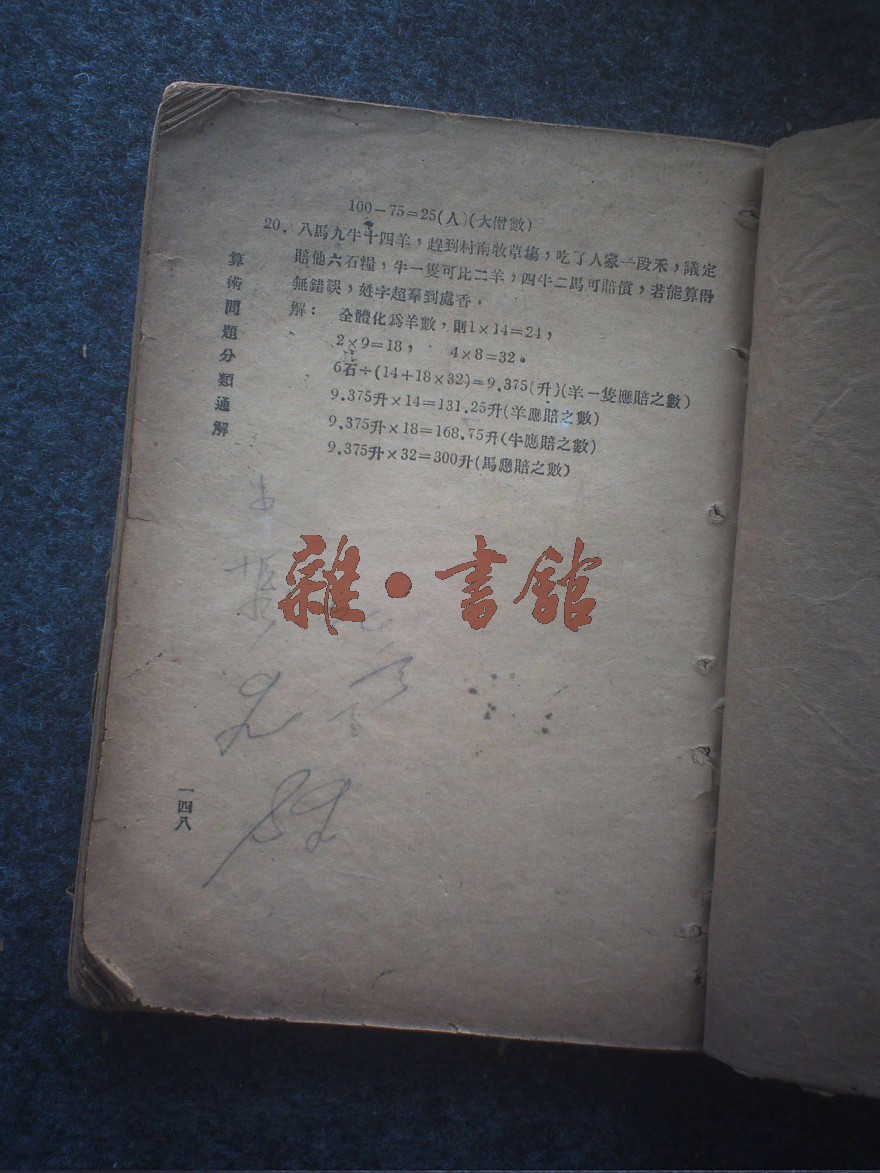 100-75=25(人)(大僧數)
20. 八馬九牛十四羊，趕到村南牧草塲，吃了人家一段禾，議定
賠他六石糧，牛一隻可比二羊，四牛二馬可賠償，若能算得
無錯誤，姓字超羣到處香。
解：全體化爲羊數，則1×14=24，
2×9=18，4×8=32。
6石÷(14+18×32)=9.375(升)(羊一隻應賠之數)
9.375升×14=131.25升(羊應賠之數)
9.375升×18=168.75升(牛應賠之數)
9.375升×32=300升(馬應賠之數)
算術問題分類通解
一四八
雜·書館